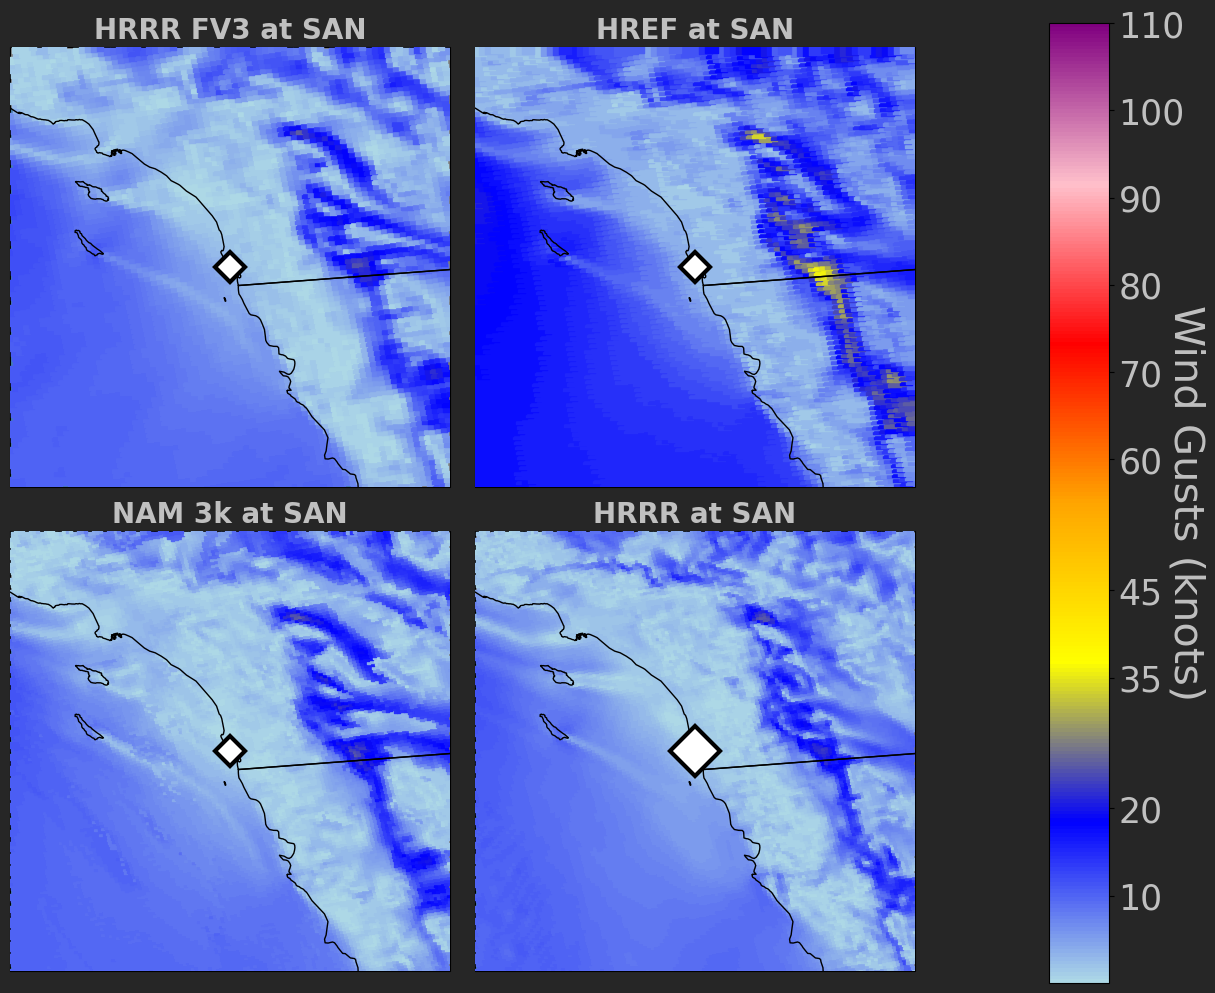 HRRR FV3 at SAN
HREF at SAN
NAM 3k at SAN
HRRR at SAN
110
100
90
80
70
60
45
35
20
10
Wind Gusts (knots)